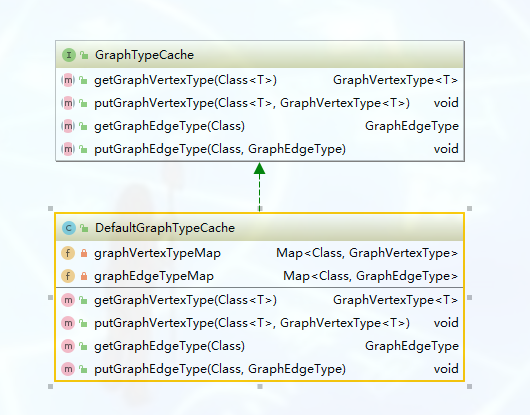 I GraphTypeCache
m getGraphVertexType(Class<T>) GraphVertexType<T>
m putGraphVertexType(Class<T>, GraphVertexType<T>) void
m getGraphEdgeType(Class) GraphEdgeType
m putGraphEdgeType(Class, GraphEdgeType) void
C DefaultGraphTypeCache
f graphVertexTypeMap Map<Class, GraphVertexType>
f graphEdgeTypeMap Map<Class, GraphEdgeType>
m getGraphVertexType(Class<T>) GraphVertexType<T>
m putGraphVertexType(Class<T>, GraphVertexType<T>) void
m getGraphEdgeType(Class) GraphEdgeType
m putGraphEdgeType(Class, GraphEdgeType) void